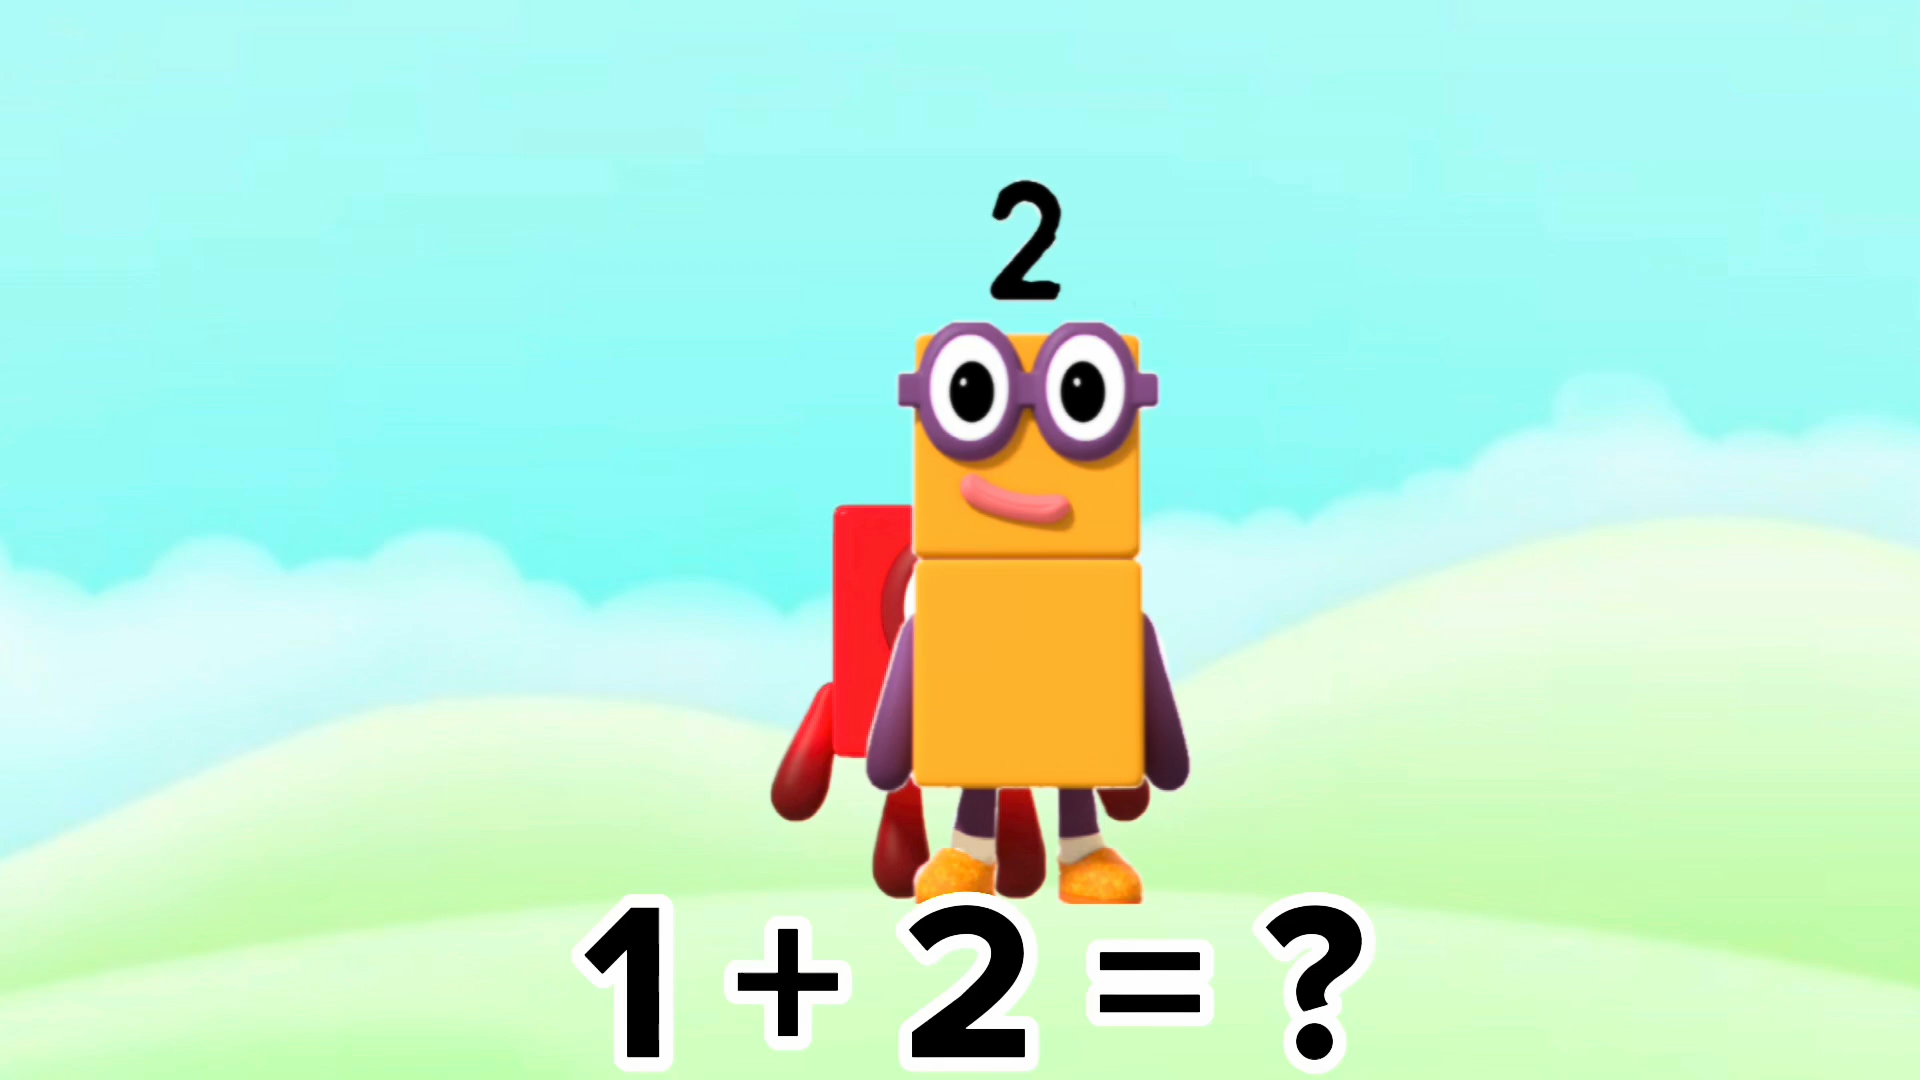 2
1 + 2 = ?